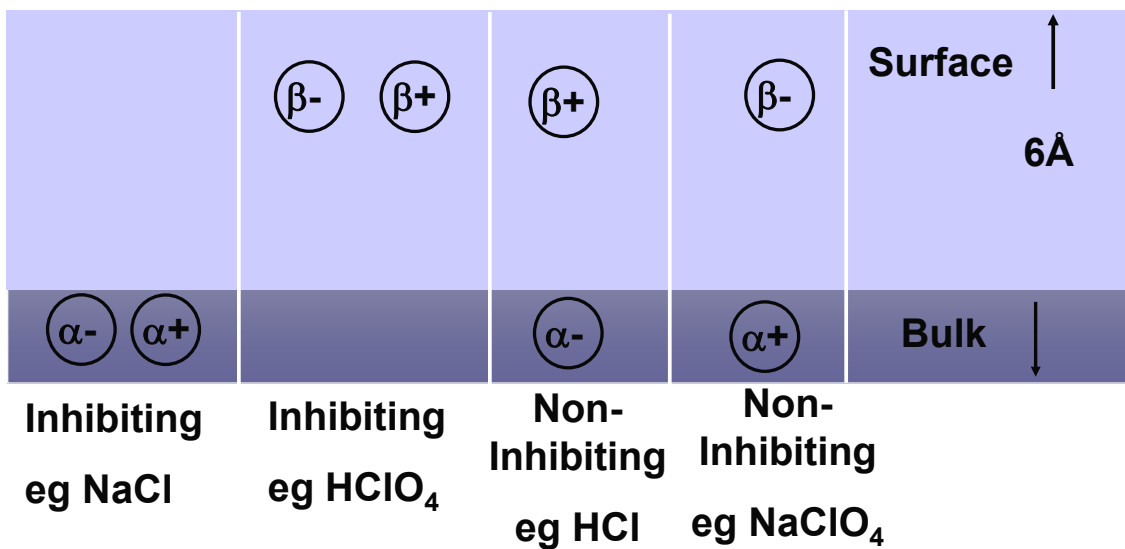 β- β+ β+ β- Surface
6Å
α- α+ α- α+ Bulk
Inhibiting
eg NaCl
Inhibiting
eg HClO₄
Non-
Inhibiting
eg HCl
Non-
Inhibiting
eg NaClO₄